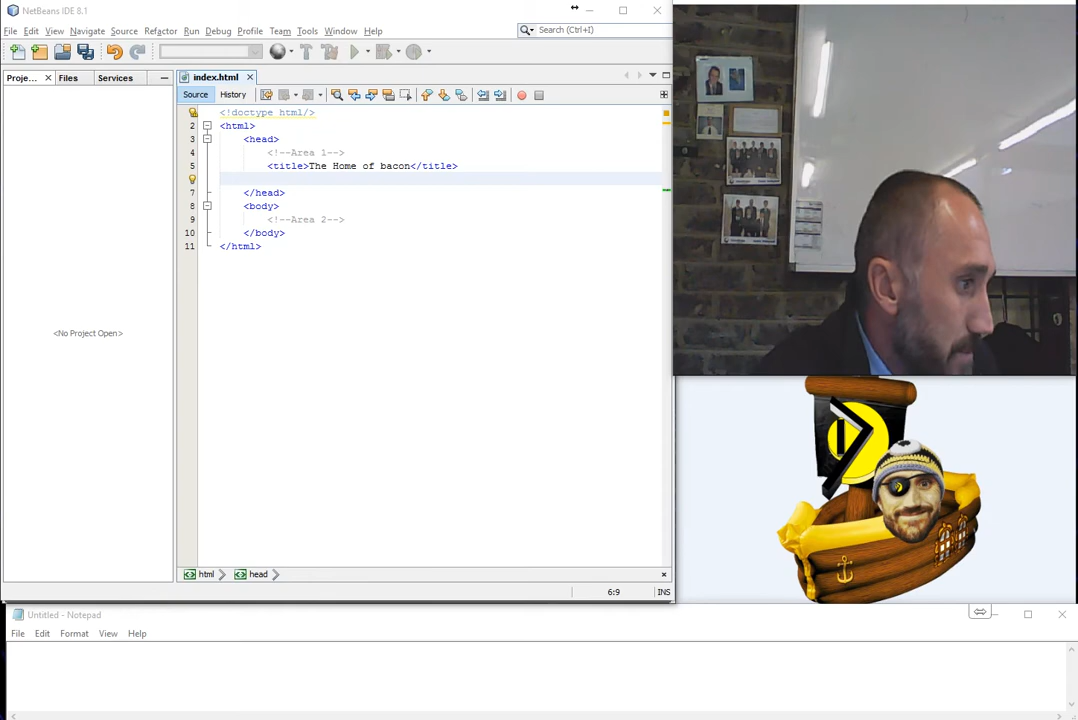 NetBeans IDE 8.1
File Edit View Navigate Source Refactor Run Debug Profile Team Tools Window Help
Search (Ctrl+I)
Proje... Files Services
index.html
Source History
<!doctype html/>
2 <html>
3 <head>
4 <!--Area 1-->
5 <title>The Home of bacon</title>
7 </head>
8 <body>
9 <!--Area 2-->
10 </body>
11 </html>
<No Project Open>
html head
6:9 INS
Untitled - Notepad
File Edit Format View Help